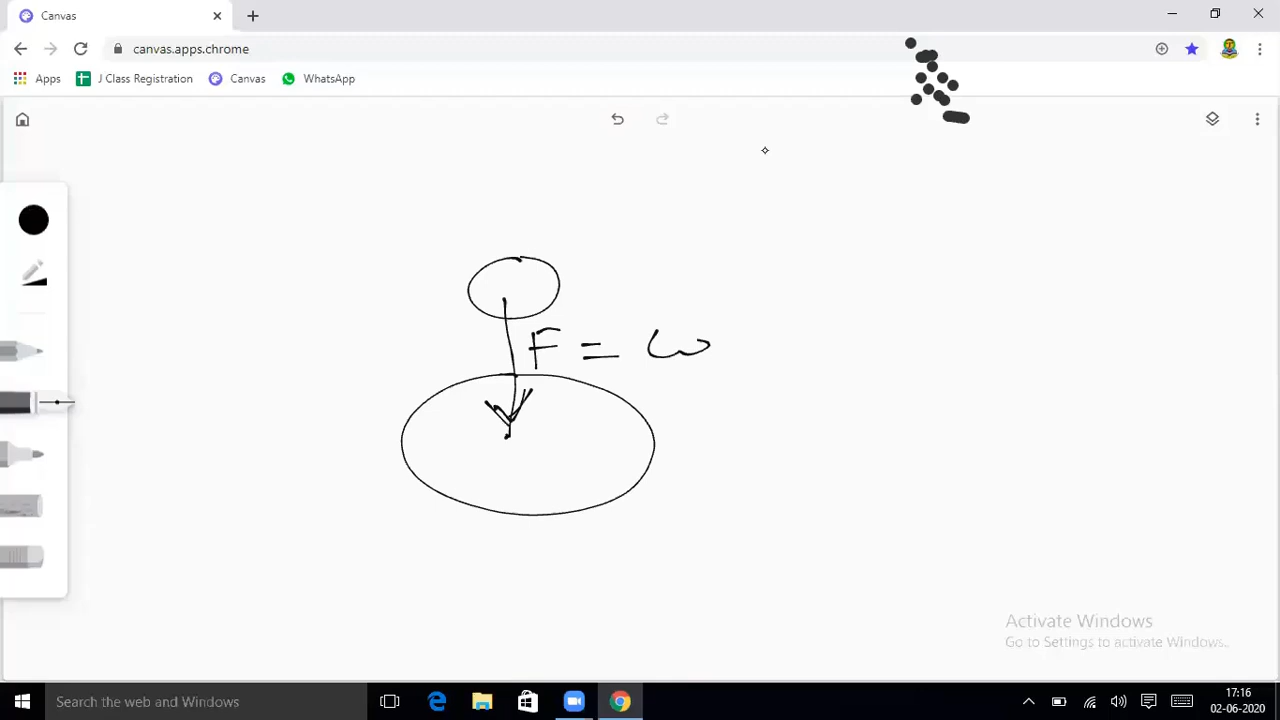 Canvas
canvas.apps.chrome
Apps
J Class Registration
Canvas
WhatsApp
F = ω
Activate Windows
Go to Settings to activate Windows.
Search the web and Windows
17:16
02-06-2020